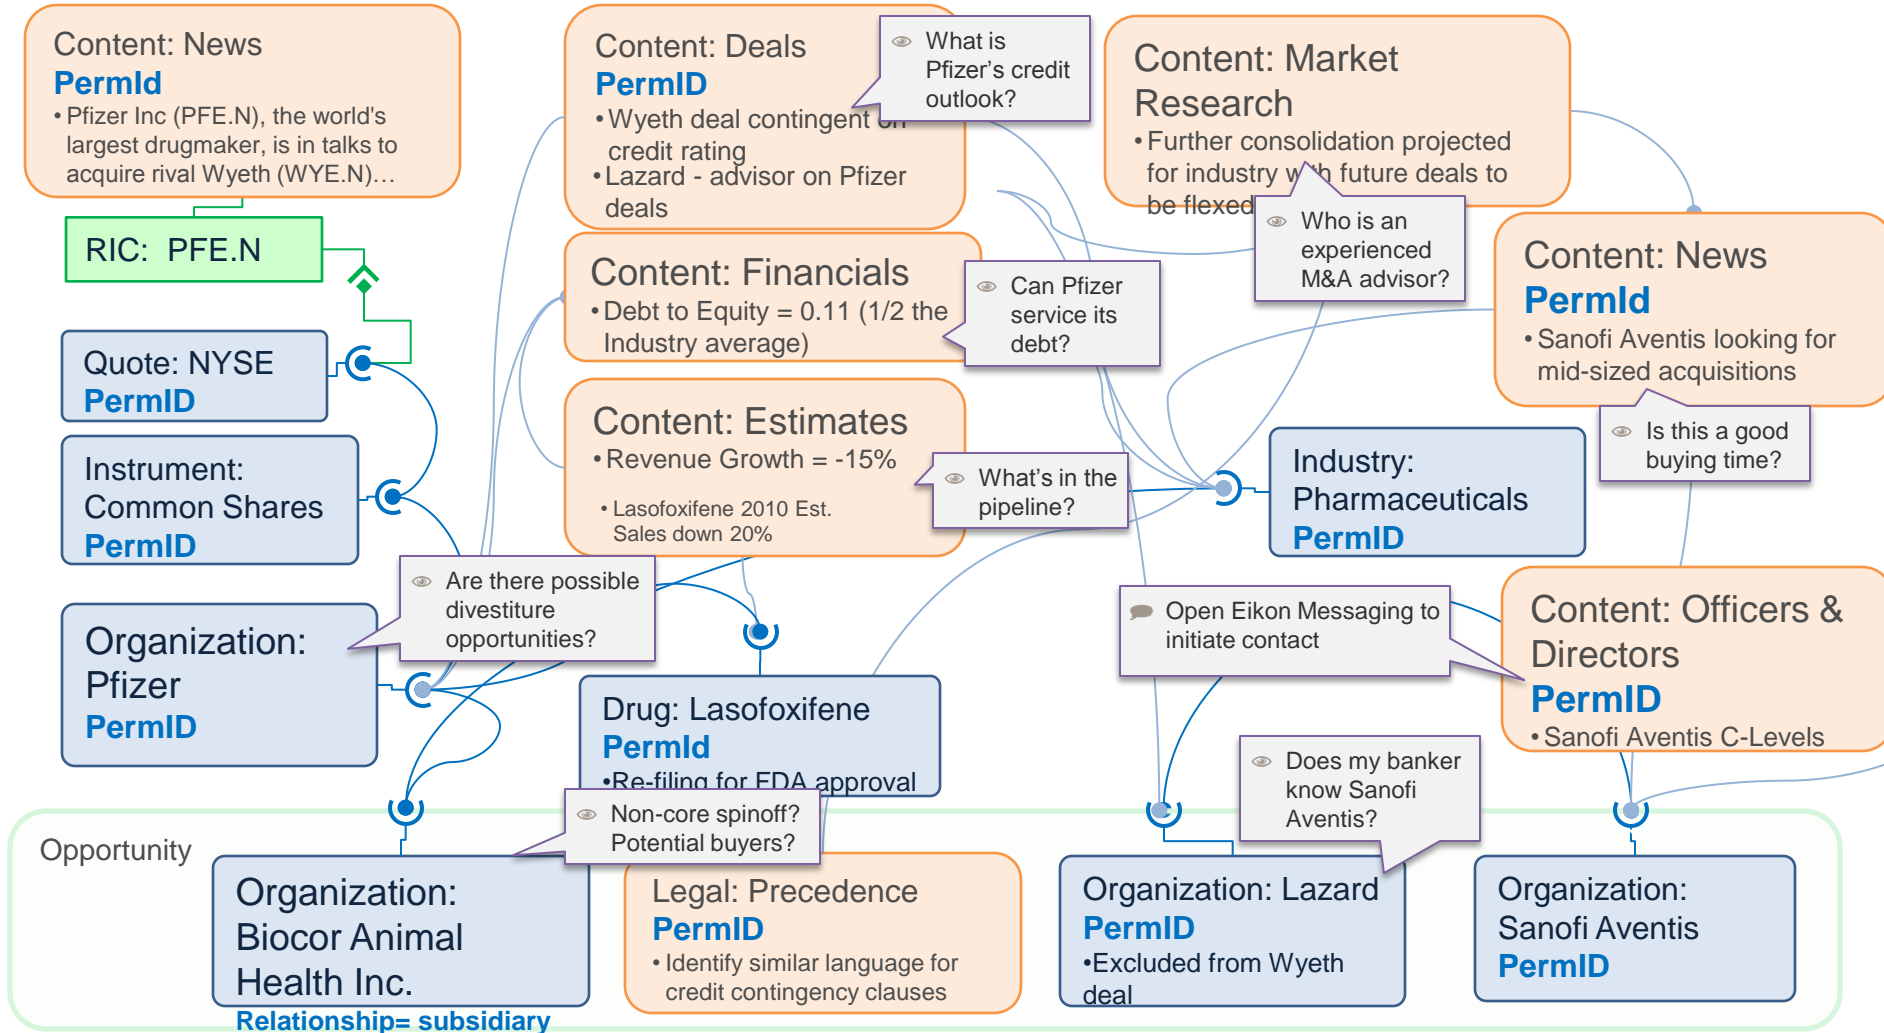 Content: News
PermId
• Pfizer Inc (PFE.N), the world's
largest drugmaker, is in talks to
acquire rival Wyeth (WYE.N)…
RIC:  PFE.N
Quote: NYSE
PermID
Instrument:
Common Shares
PermID
Organization:
Pfizer
PermID
Content: Deals
PermID
• Wyeth deal contingent on
credit rating
• Lazard - advisor on Pfizer
deals
What is
Pfizer’s credit
outlook?
Content: Financials
• Debt to Equity = 0.11 (1/2 the
Industry average)
Can Pfizer
service its
debt?
Content: Estimates
• Revenue Growth = -15%
• Lasofoxifene 2010 Est.
Sales down 20%
What’s in the
pipeline?
Are there possible
divestiture
opportunities?
Drug: Lasofoxifene
PermId
•Re-filing for FDA approval
Content: Market
Research
• Further consolidation projected
for industry with future deals to
be flexed
Who is an
experienced
M&A advisor?
Content: News
PermId
• Sanofi Aventis looking for
mid-sized acquisitions
Is this a good
buying time?
Industry:
Pharmaceuticals
PermID
Open Eikon Messaging to
initiate contact
Content: Officers &
Directors
PermID
• Sanofi Aventis C-Levels
Does my banker
know Sanofi
Aventis?
Non-core spinoff?
Potential buyers?
Opportunity
Organization:
Biocor Animal
Health Inc.
Relationship= subsidiary
Legal: Precedence
PermID
• Identify similar language for
credit contingency clauses
Organization: Lazard
PermID
•Excluded from Wyeth
deal
Organization:
Sanofi Aventis
PermID